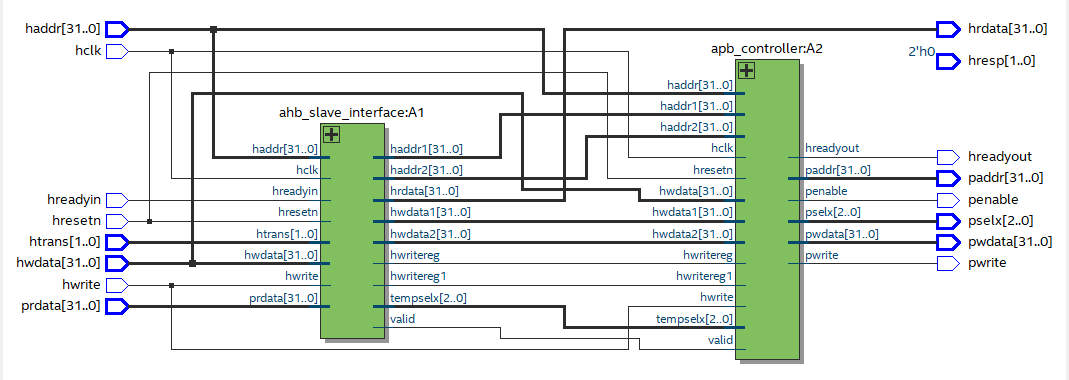 haddr[31..0]
hclk
hreadyin
hresetn
htrans[1..0]
hwdata[31..0]
hwrite
prdata[31..0]
ahb_slave_interface:A1
haddr[31..0]
hclk
hreadyin
hresetn
htrans[1..0]
hwdata[31..0]
hwrite
prdata[31..0]
haddr1[31..0]
haddr2[31..0]
hrdata[31..0]
hwdata1[31..0]
hwdata2[31..0]
hwritereg
hwritereg1
tempselx[2..0]
valid
apb_controller:A2
haddr[31..0]
haddr1[31..0]
haddr2[31..0]
hclk
hresetn
hwdata[31..0]
hwdata1[31..0]
hwdata2[31..0]
hwritereg
hwritereg1
hwrite
tempselx[2..0]
valid
hreadyout
paddr[31..0]
penable
pselx[2..0]
pwdata[31..0]
pwrite
hrdata[31..0]
2'h0
hresp[1..0]
hreadyout
paddr[31..0]
penable
pselx[2..0]
pwdata[31..0]
pwrite